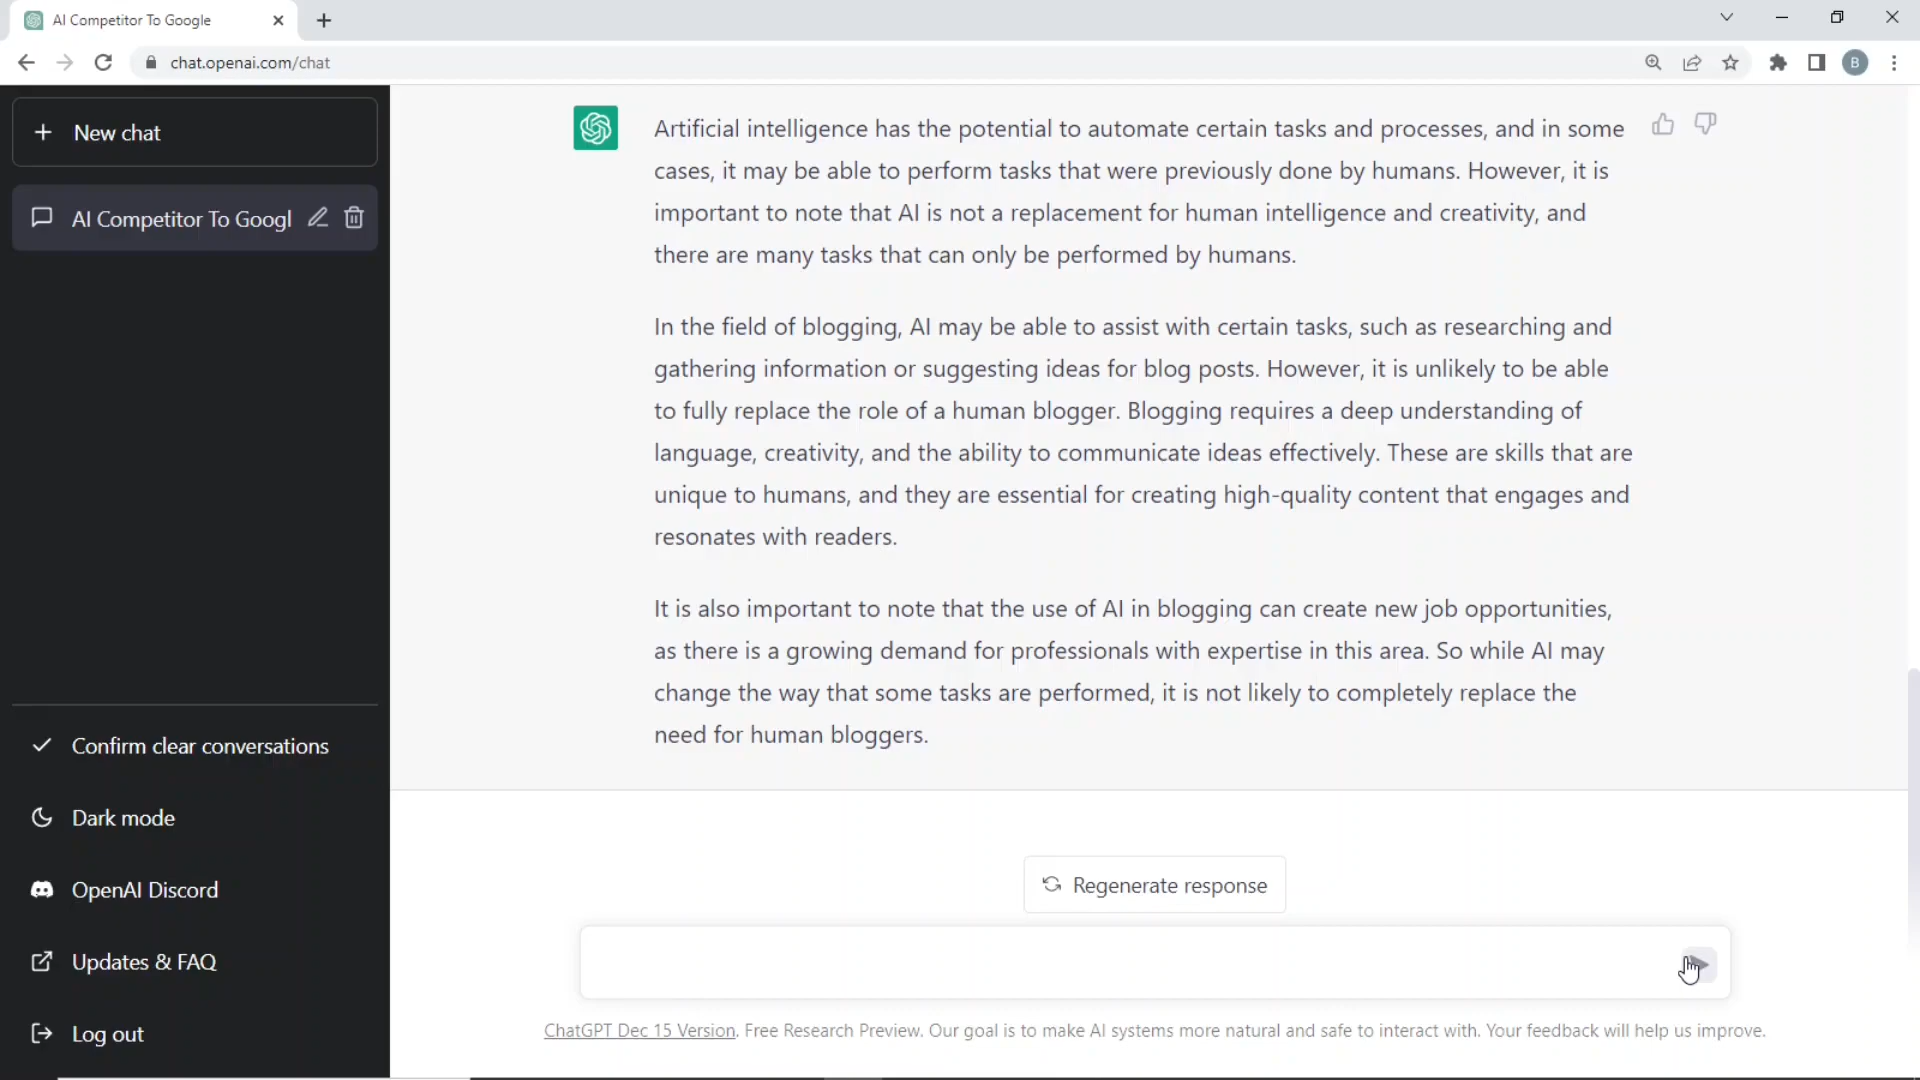 AI Competitor To Google
chat.openai.com/chat
B
New chat
AI Competitor To Googl
Confirm clear conversations
Dark mode
OpenAI Discord
Updates & FAQ
Log out
Artificial intelligence has the potential to automate certain tasks and processes, and in some
cases, it may be able to perform tasks that were previously done by humans. However, it is
important to note that AI is not a replacement for human intelligence and creativity, and
there are many tasks that can only be performed by humans.
In the field of blogging, AI may be able to assist with certain tasks, such as researching and
gathering information or suggesting ideas for blog posts. However, it is unlikely to be able
to fully replace the role of a human blogger. Blogging requires a deep understanding of
language, creativity, and the ability to communicate ideas effectively. These are skills that are
unique to humans, and they are essential for creating high-quality content that engages and
resonates with readers.
It is also important to note that the use of AI in blogging can create new job opportunities,
as there is a growing demand for professionals with expertise in this area. So while AI may
change the way that some tasks are performed, it is not likely to completely replace the
need for human bloggers.
Regenerate response
ChatGPT Dec 15 Version. Free Research Preview. Our goal is to make AI systems more natural and safe to interact with. Your feedback will help us improve.